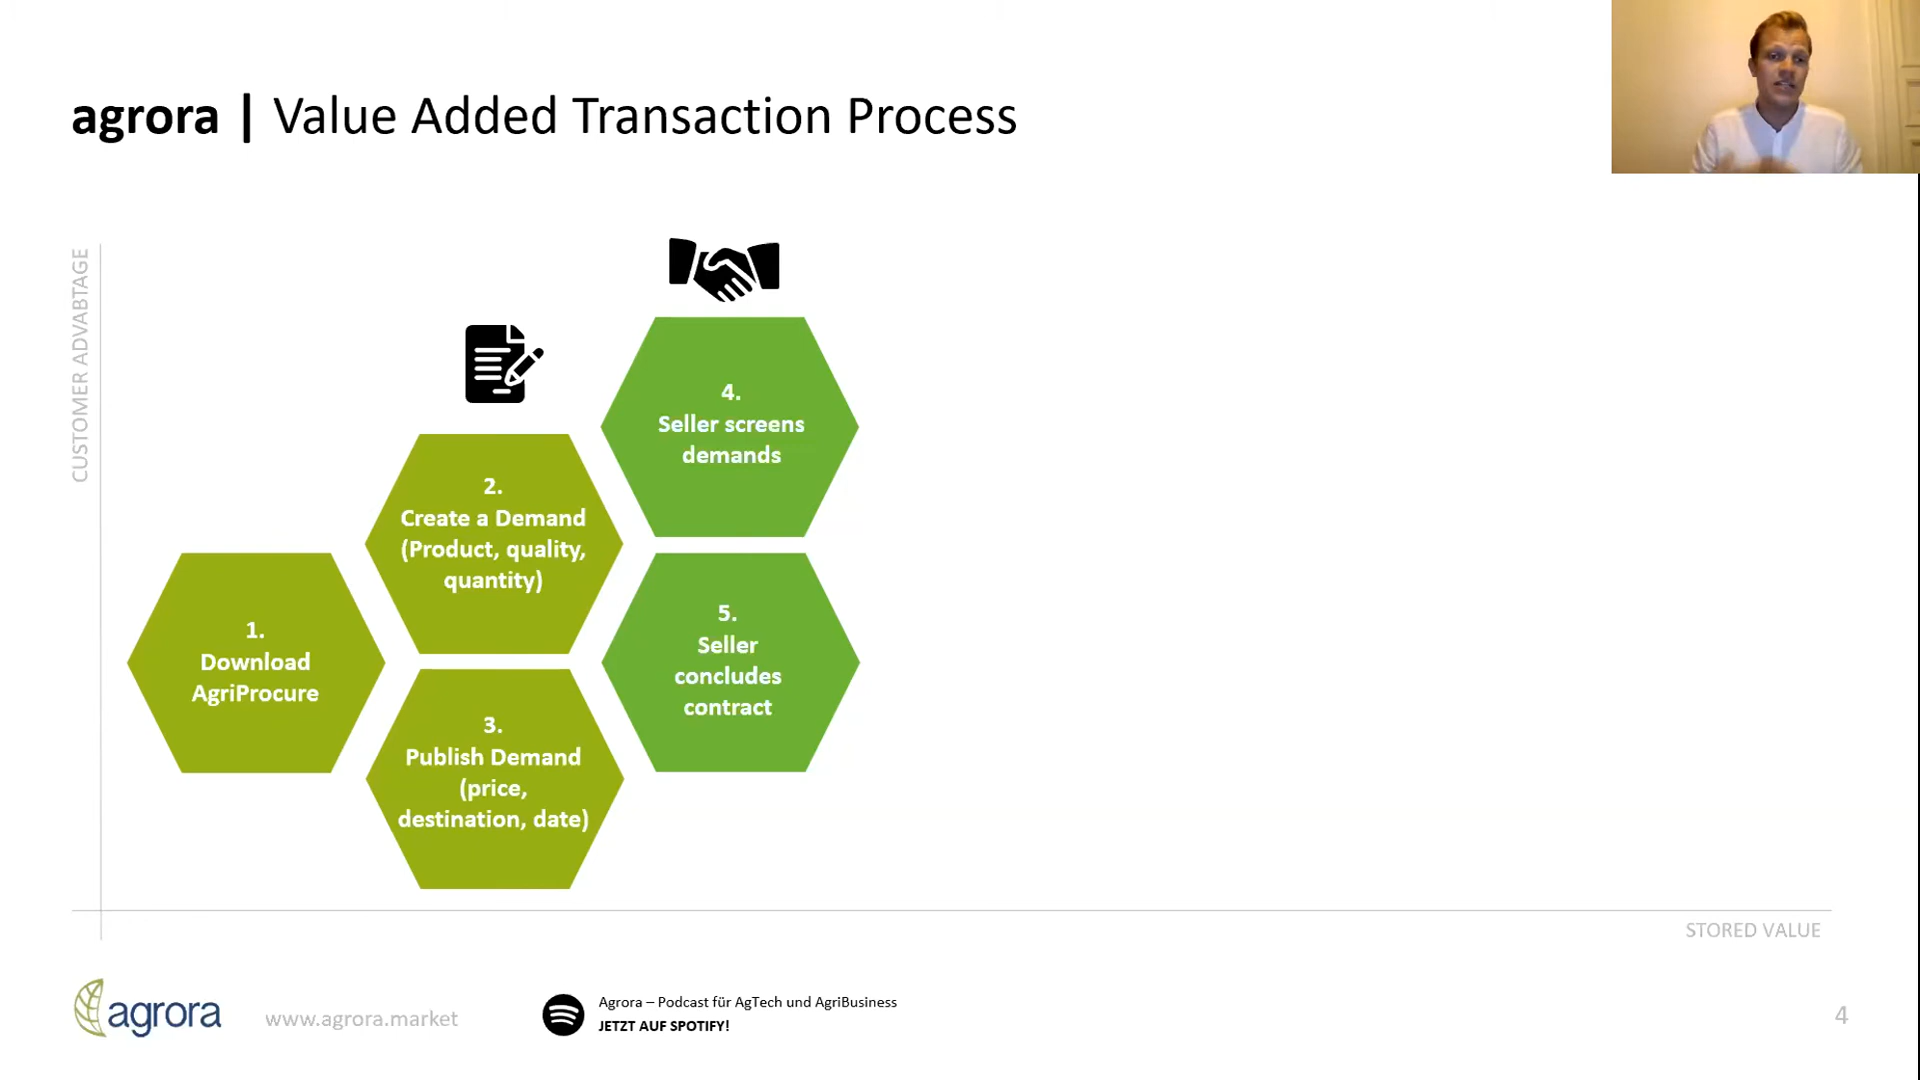 agrora | Value Added Transaction Process
CUSTOMER ADVABTAGE
1.
Download
AgriProcure
2.
Create a Demand
(Product, quality,
quantity)
3.
Publish Demand
(price,
destination, date)
4.
Seller screens
demands
5.
Seller
concludes
contract
STORED VALUE
agrora
www.agrora.market
Agrora – Podcast für AgTech und AgriBusiness
JETZT AUF SPOTIFY!
4